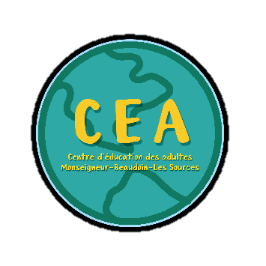 CEA
Centre d'éducation des adultes
Monseigneur-Beaudoin-Les Sources